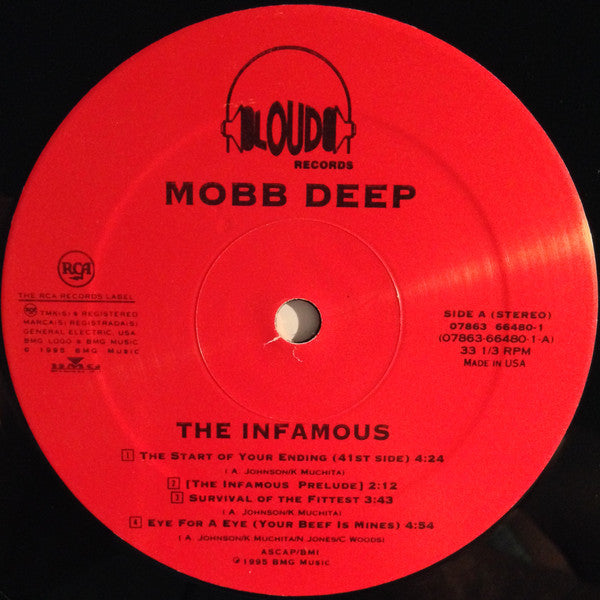 LOUD
RECORDS
MOBB DEEP
RCA
THE RCA RECORDS LABEL
TMK(S) ® REGISTERED
MARCA(S) REGISTRADA(S)
GENERAL ELECTRIC, USA
BMG LOGO ® BMG MUSIC
© 1995 BMG MUSIC
BMG
SIDE A (STEREO)
07863 66480-1
(07863-66480-1-A)
33 1/3 RPM
MADE IN USA
THE INFAMOUS
1 THE START OF YOUR ENDING (41ST SIDE) 4:24
( A. JOHNSON/K MUCHITA)
2 [THE INFAMOUS PRELUDE] 2:12
3 SURVIVAL OF THE FITTEST 3:43
( A. JOHNSON/K MUCHITA)
4 EYE FOR A EYE (YOUR BEEF IS MINES) 4:54
( A. JOHNSON/K MUCHITA/N JONES/C WOODS)
ASCAP/BMI
℗ 1995 BMG MUSIC